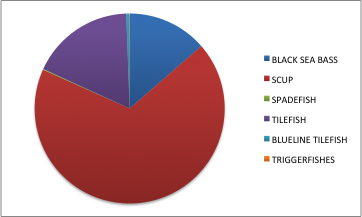 BLACK SEA BASS
SCUP
SPADEFISH
TILEFISH
BLUELINE TILEFISH
TRIGGERFISHES